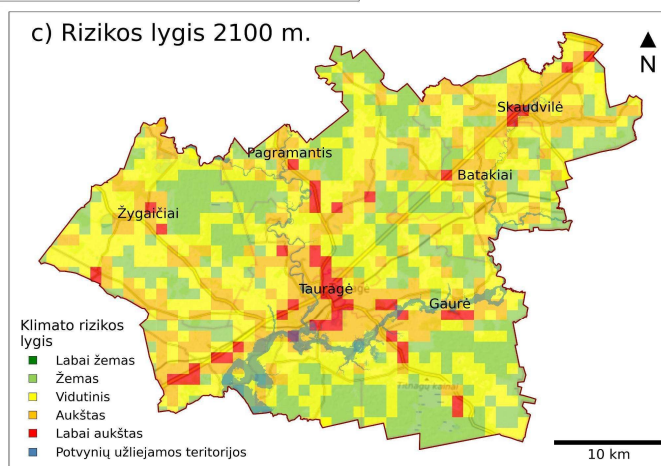 c) Rizikos lygis 2100 m.
N
Skaudvilė
Pagramantis
Batakiai
Žygaičiai
Tauragė
Gaurė
Klimato rizikos
lygis
Labai žemas
Žemas
Vidutinis
Aukštas
Labai aukštas
Potvynių užliejamos teritorijos
10 km